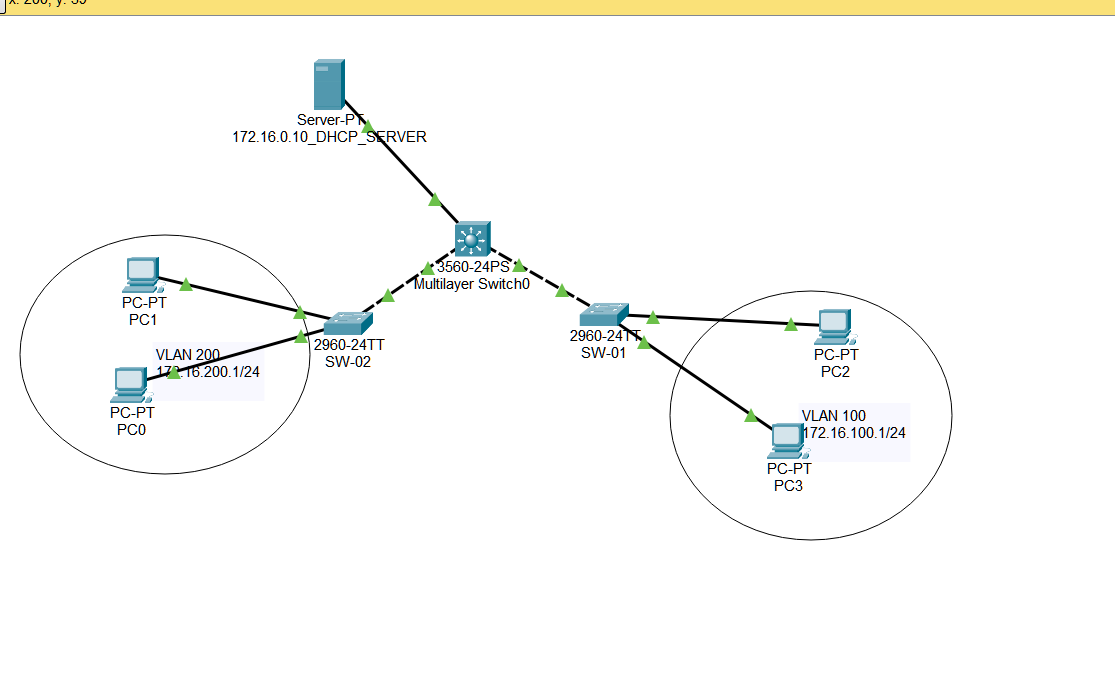 Server-PT
172.16.0.10_DHCP_SERVER
3560-24PS
Multilayer Switch0
PC-PT
PC1
2960-24TT
SW-02
VLAN 200
172.16.200.1/24
PC-PT
PC0
2960-24TT
SW-01
PC-PT
PC2
VLAN 100
172.16.100.1/24
PC-PT
PC3